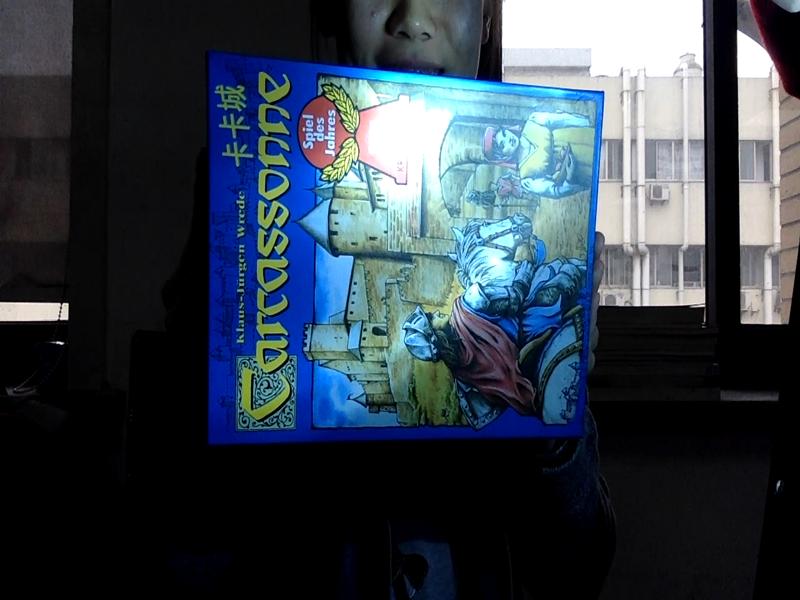 Klaus-Jürgen Wrede
卡卡城
Carcassonne
Spiel
des
Jahres